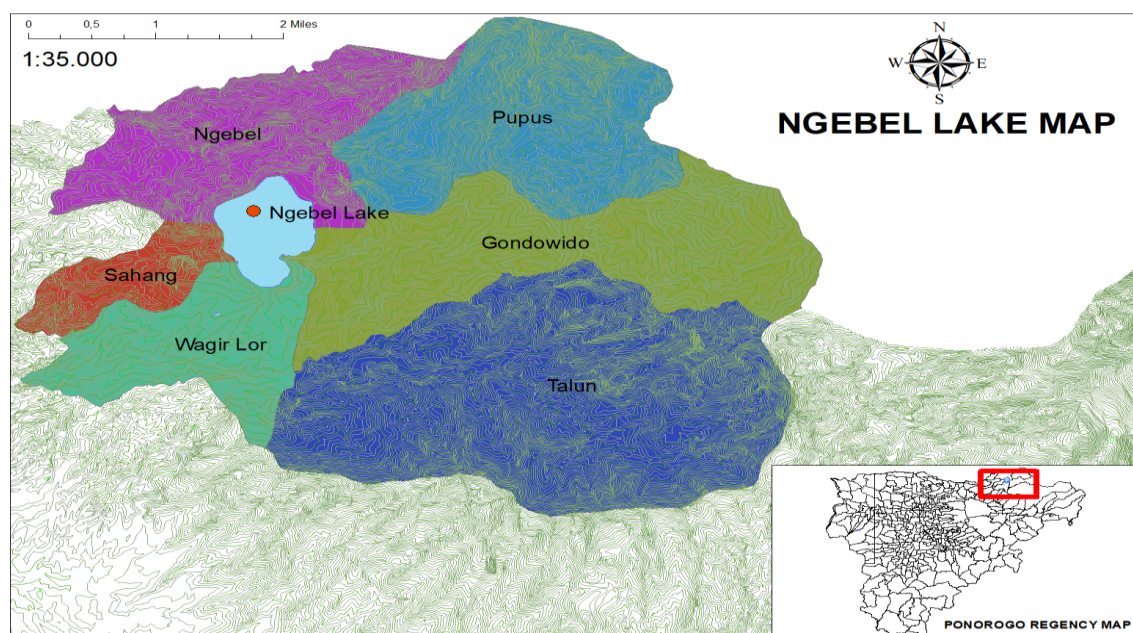 0 0,5 1 2 Miles
1:35.000
N
W E
S
NGEBEL LAKE MAP
Pupus
Ngebel
Ngebel Lake
Gondowido
Sahang
Wagir Lor
Talun
PONOROGO REGENCY MAP